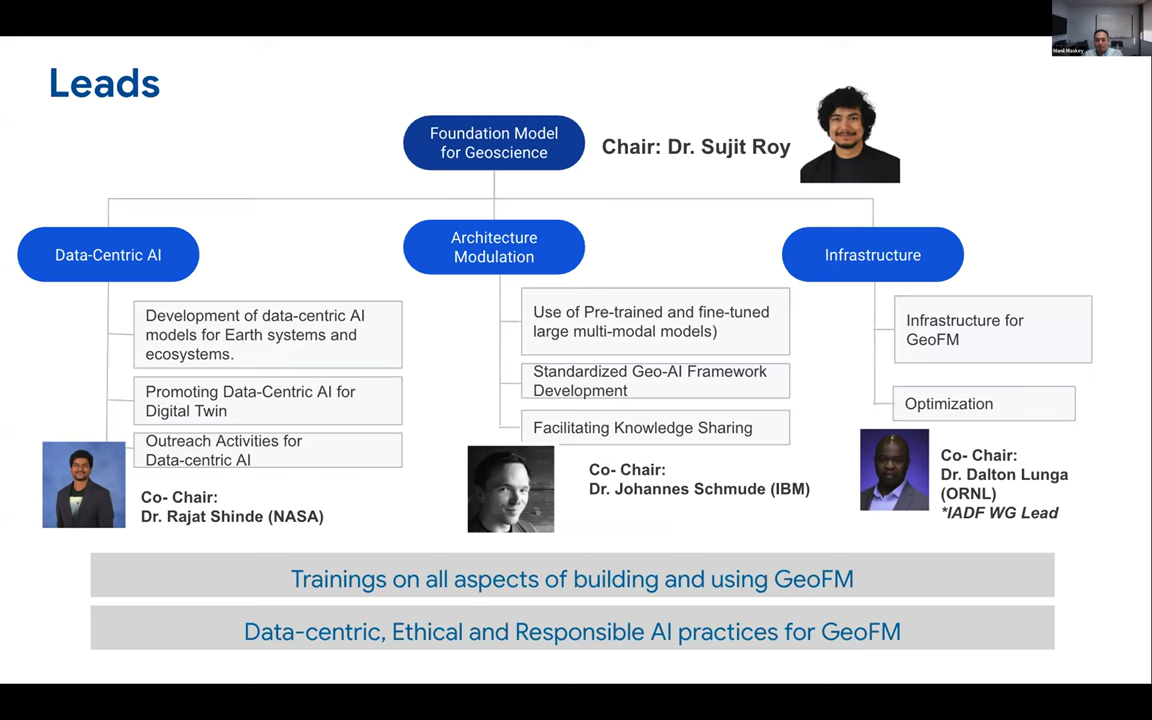 Manil Maskey
Leads
Foundation Model
for Geoscience
Chair: Dr. Sujit Roy
Data-Centric AI
Development of data-centric AI
models for Earth systems and
ecosystems.
Promoting Data-Centric AI for
Digital Twin
Outreach Activities for
Data-centric AI
Co- Chair:
Dr. Rajat Shinde (NASA)
Architecture
Modulation
Use of Pre-trained and fine-tuned
large multi-modal models)
Standardized Geo-AI Framework
Development
Facilitating Knowledge Sharing
Co- Chair:
Dr. Johannes Schmude (IBM)
Infrastructure
Infrastructure for
GeoFM
Optimization
Co- Chair:
Dr. Dalton Lunga
(ORNL)
*IADF WG Lead
Trainings on all aspects of building and using GeoFM
Data-centric, Ethical and Responsible AI practices for GeoFM